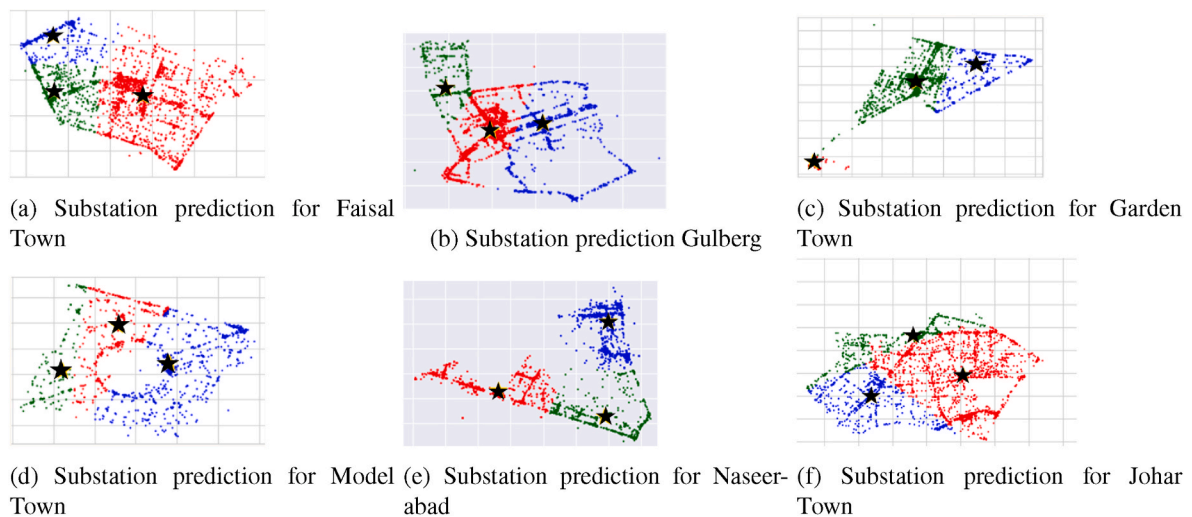 (a) Substation prediction for Faisal
Town
(b) Substation prediction Gulberg
(c) Substation prediction for Garden
Town
(d) Substation prediction for Model
Town
(e) Substation prediction for Naseer-
abad
(f) Substation prediction for Johar
Town